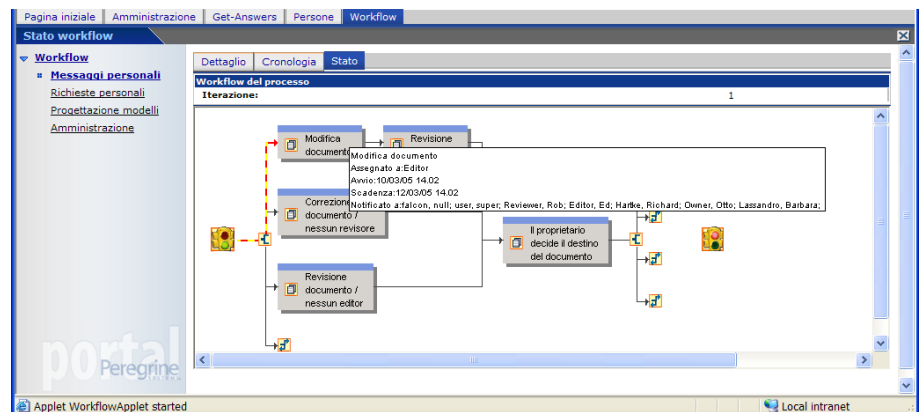 Pagina iniziale Amministrazione Get-Answers Persone Workflow
Stato workflow
Workflow
Messaggi personali
Richieste personali
Progettazione modelli
Amministrazione
Dettaglio Cronologia Stato
Workflow del processo
Iterazione: 1
Modifica
documento
Revisione
Modifica documento
Assegnato a:Editor
Avvio:10/03/05 14.02
Scadenza:12/03/05 14.02
Notificato a:falcon, null; user, super; Reviewer, Rob; Editor, Ed; Hartke, Richard; Owner, Otto; Lassandro, Barbara;
Correzione
documento /
nessun revisore
Il proprietario
decide il destino
del documento
Revisione
documento /
nessun editor
portal
Peregrine
Applet WorkflowApplet started
Local intranet